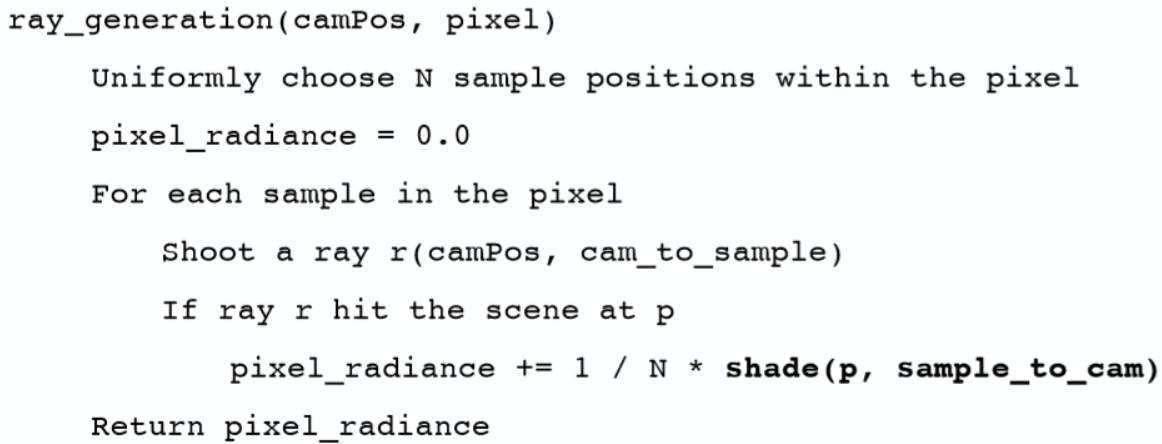 ray_generation(camPos, pixel)
Uniformly choose N sample positions within the pixel
pixel_radiance = 0.0
For each sample in the pixel
Shoot a ray r(camPos, cam_to_sample)
If ray r hit the scene at p
pixel_radiance += 1 / N * shade(p, sample_to_cam)
Return pixel_radiance